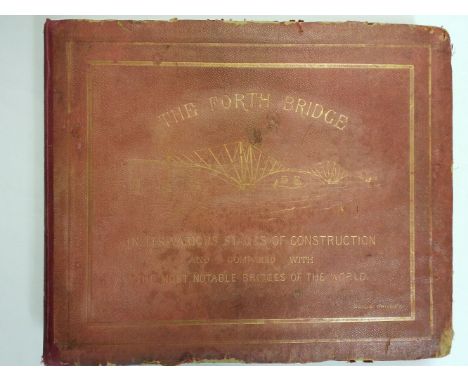 THE FORTH BRIDGE
IN ITS VARIOUS STAGES OF CONSTRUCTION
AND COMPARED WITH
THE MOST NOTABLE BRIDGES OF THE WORLD.